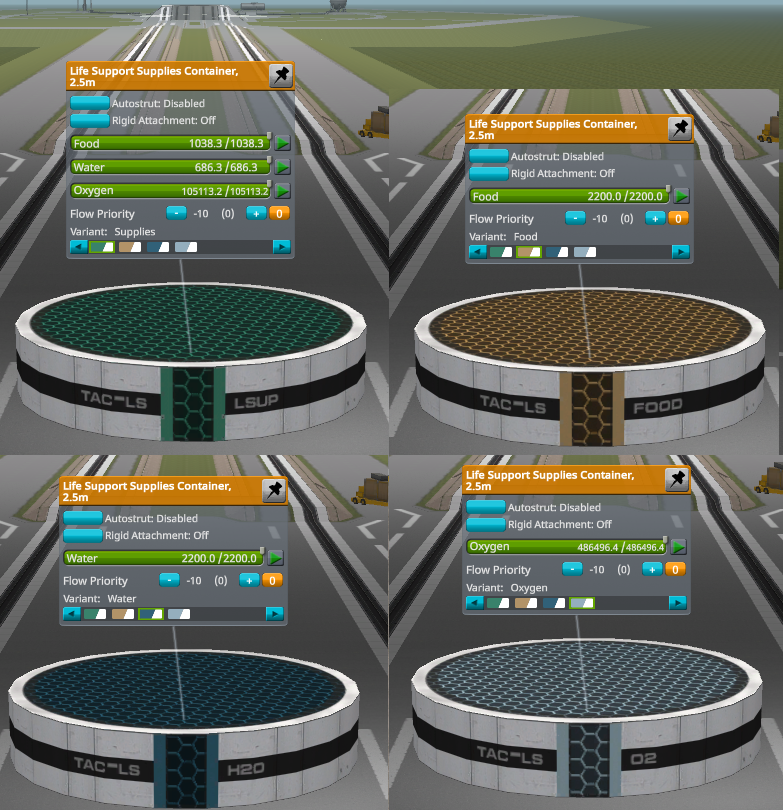 Life Support Supplies Container,
2.5m
Autostrut: Disabled
Rigid Attachment: Off
Food 1038.3 / 1038.3
Water 686.3 / 686.3
Oxygen 105113.2 / 105113.2
Flow Priority - -10 (0) + 0
Variant: Supplies
TAC-LS LSUP
Life Support Supplies Container,
2.5m
Autostrut: Disabled
Rigid Attachment: Off
Food 2200.0 / 2200.0
Flow Priority - -10 (0) + 0
Variant: Food
TAC-LS FOOD
Life Support Supplies Container,
2.5m
Autostrut: Disabled
Rigid Attachment: Off
Water 2200.0 / 2200.0
Flow Priority - -10 (0) + 0
Variant: Water
TAC-LS H2O
Life Support Supplies Container,
2.5m
Autostrut: Disabled
Rigid Attachment: Off
Oxygen 486496.4 / 486496.4
Flow Priority - -10 (0) + 0
Variant: Oxygen
TAC-LS O2